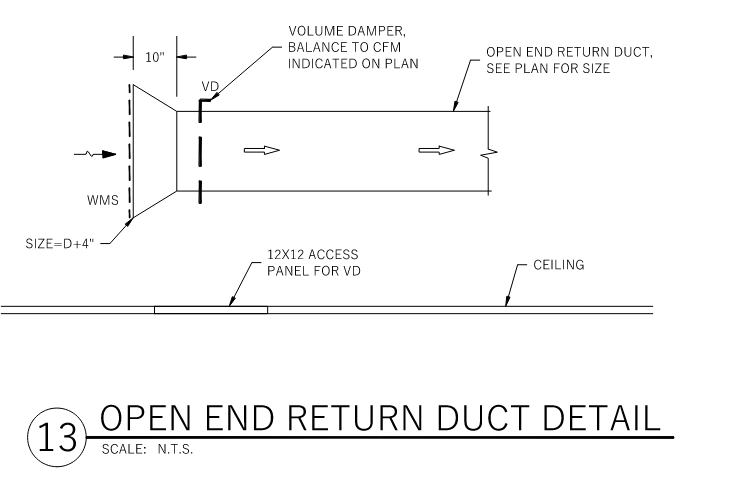 VOLUME DAMPER,
BALANCE TO CFM
INDICATED ON PLAN
10"
OPEN END RETURN DUCT,
SEE PLAN FOR SIZE
VD
WMS
SIZE=D+4"
12X12 ACCESS
PANEL FOR VD
CEILING
13
OPEN END RETURN DUCT DETAIL
SCALE: N.T.S.